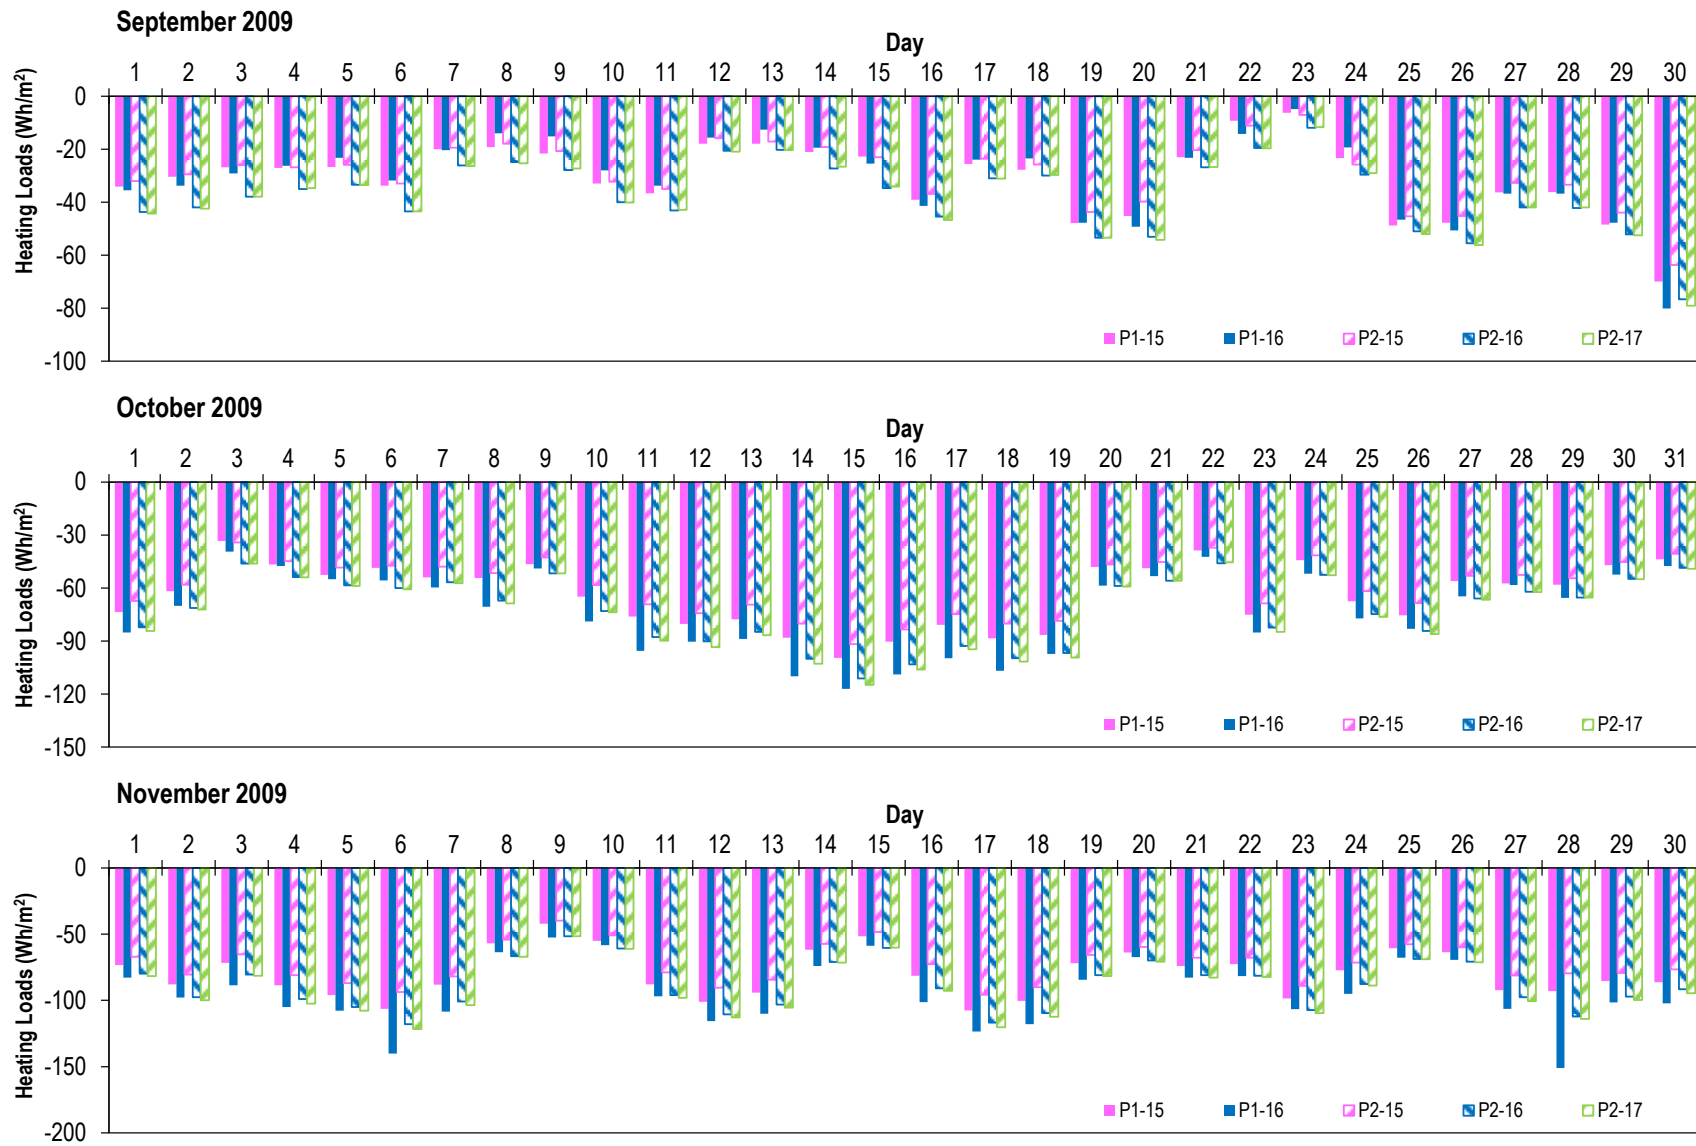 September 2009
Day
1 2 3 4 5 6 7 8 9 10 11 12 13 14 15 16 17 18 19 20 21 22 23 24 25 26 27 28 29 30
Heating Loads (Wh/m²)
0
-20
-40
-60
-80
-100
P1-15 P1-16 P2-15 P2-16 P2-17
October 2009
Day
1 2 3 4 5 6 7 8 9 10 11 12 13 14 15 16 17 18 19 20 21 22 23 24 25 26 27 28 29 30 31
Heating Loads (Wh/m²)
0
-30
-60
-90
-120
-150
P1-15 P1-16 P2-15 P2-16 P2-17
November 2009
Day
1 2 3 4 5 6 7 8 9 10 11 12 13 14 15 16 17 18 19 20 21 22 23 24 25 26 27 28 29 30
Heating Loads (Wh/m²)
0
-50
-100
-150
-200
P1-15 P1-16 P2-15 P2-16 P2-17